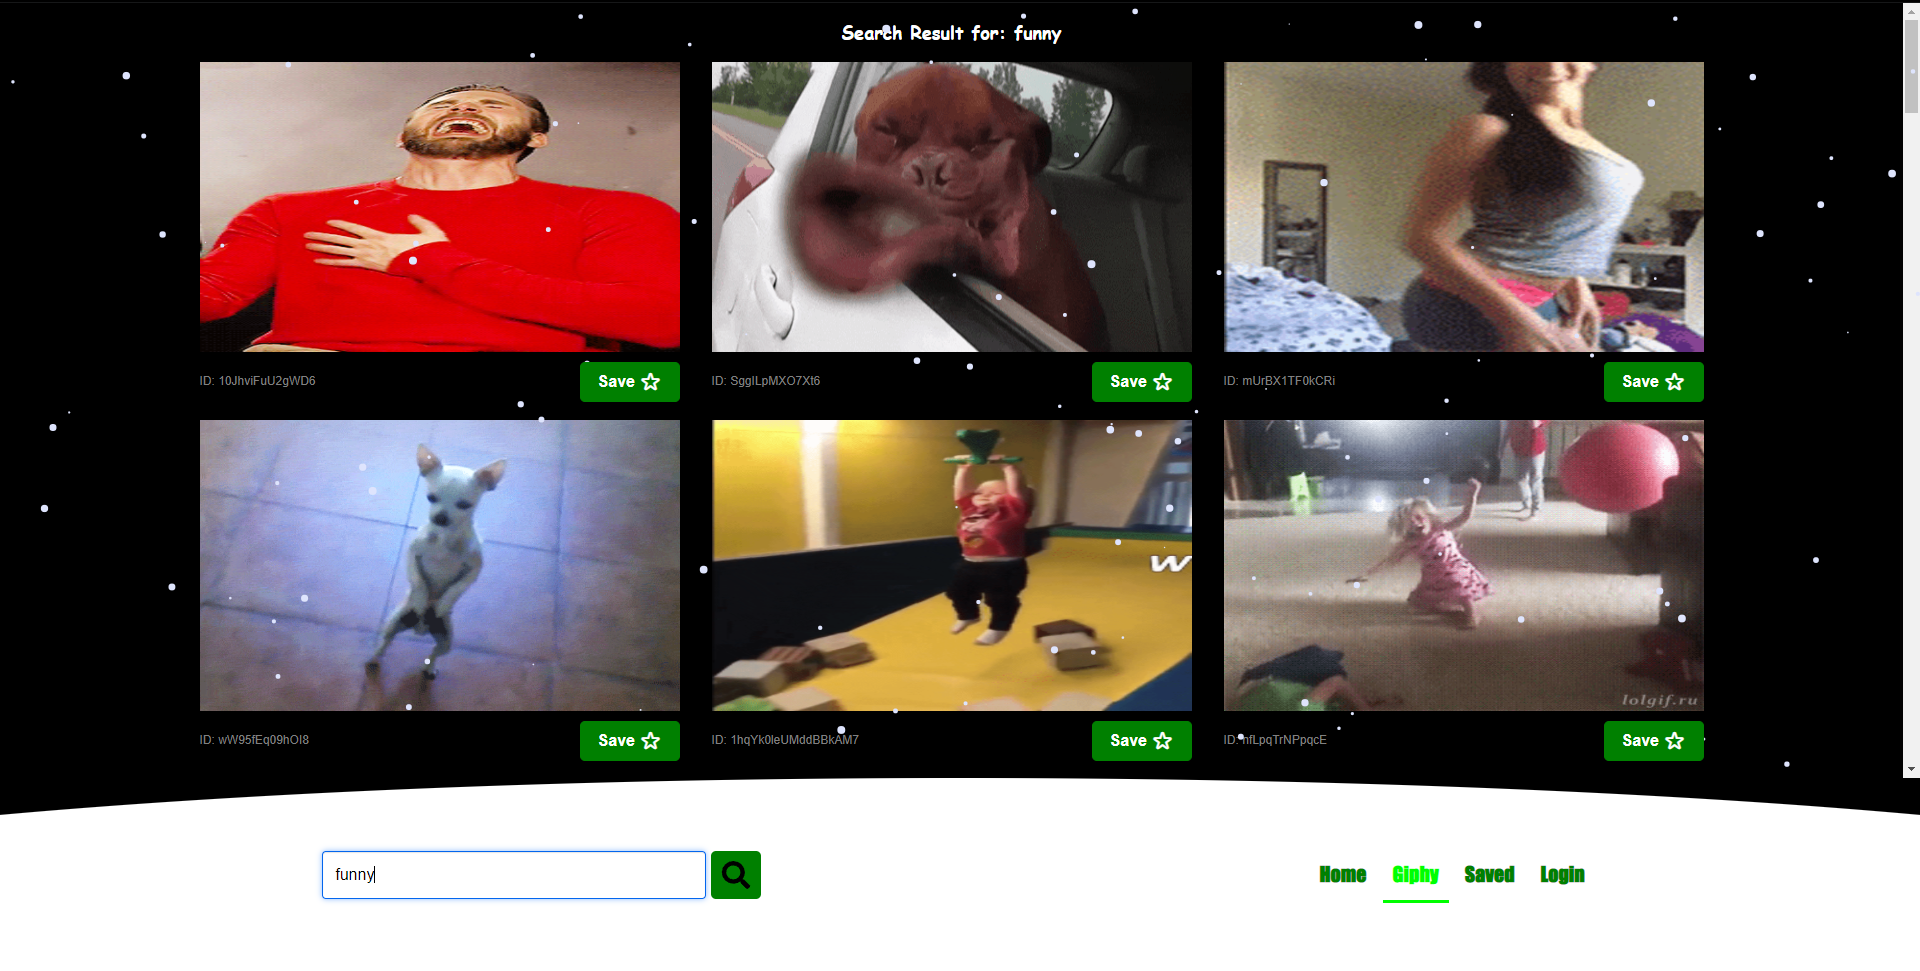 Search Result for: funny
ID: 10JhviFuU2gWD6
Save
ID: SggILpMXO7Xt6
Save
ID: mUrBX1TF0kCRi
Save
W
lolgif.ru
ID: wW95fEq09hOI8
Save
ID: 1hqYk0leUMddBBkAM7
Save
ID: nfLpqTrNPpqcE
Save
funny
Home
Giphy
Saved
Login